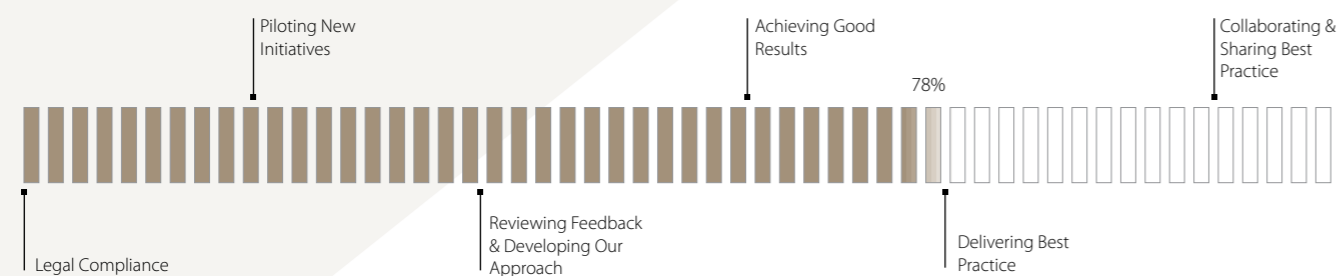 Piloting New
Initiatives
Achieving Good
Results
Collaborating &
Sharing Best
Practice
78%
Legal Compliance
Reviewing Feedback
& Developing Our
Approach
Delivering Best
Practice